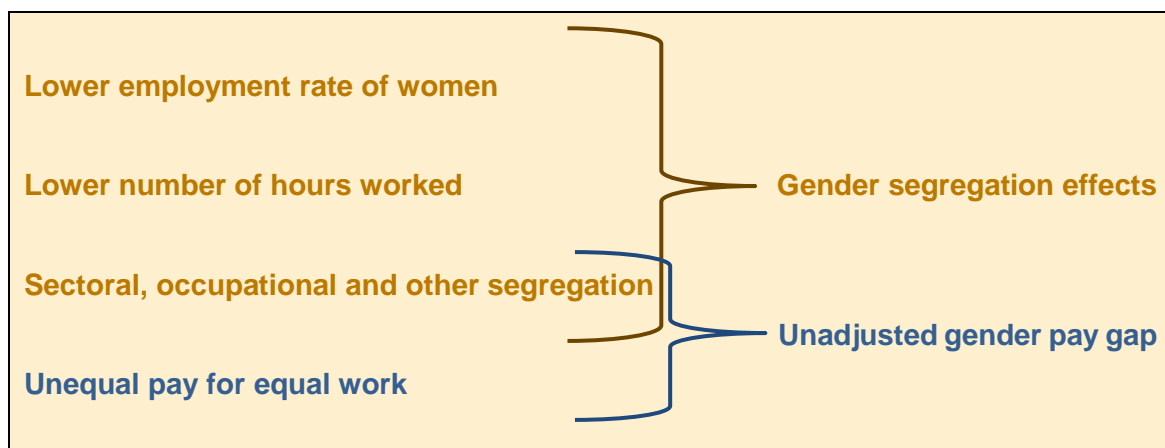 Lower employment rate of women
Lower number of hours worked
Gender segregation effects
Sectoral, occupational and other segregation
Unadjusted gender pay gap
Unequal pay for equal work